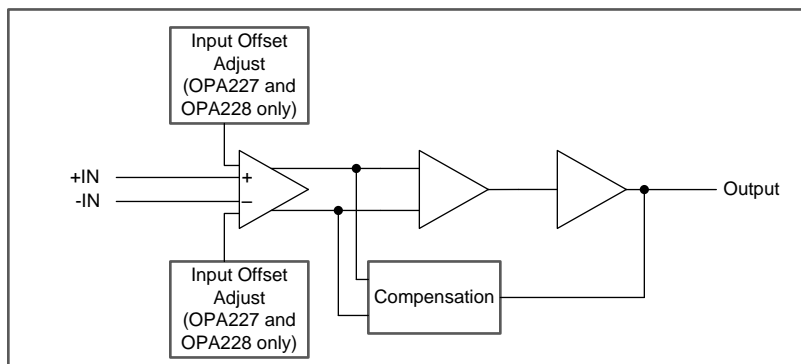 Input Offset
Adjust
(OPA227 and
OPA228 only)
+IN
-IN
+
–
Output
Input Offset
Adjust
(OPA227 and
OPA228 only)
Compensation